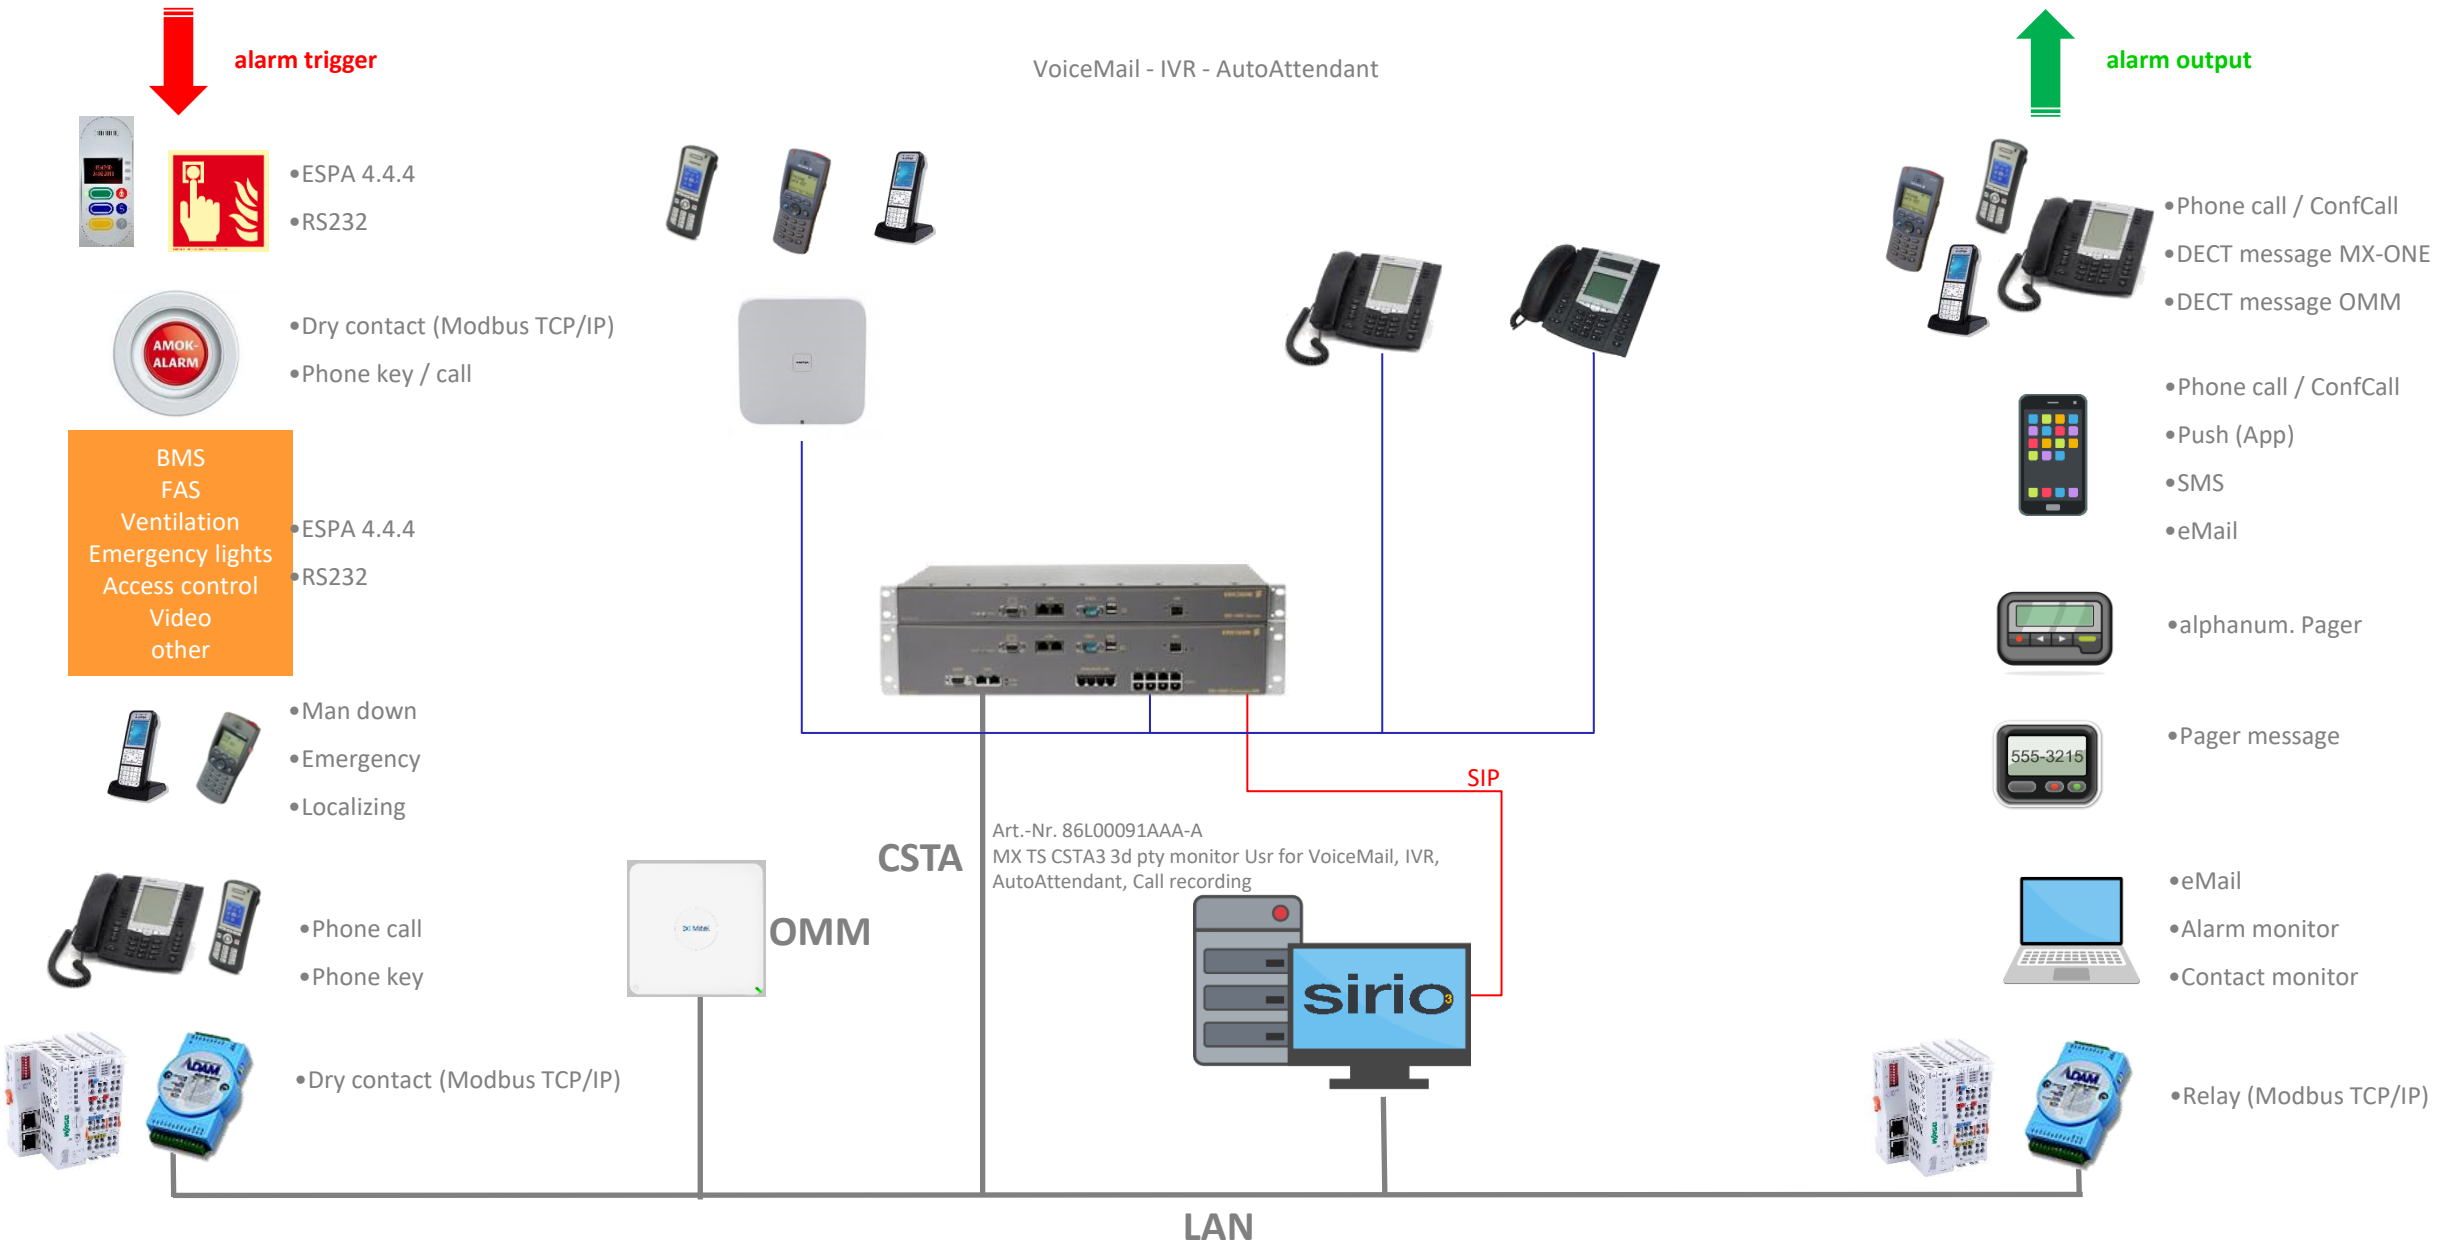 alarm trigger
VoiceMail - IVR - AutoAttendant
alarm output
•ESPA 4.4.4
•RS232
AMOK-
ALARM
•Dry contact (Modbus TCP/IP)
•Phone key / call
BMS
FAS
Ventilation
Emergency lights
Access control
Video
other
•ESPA 4.4.4
•RS232
•Man down
•Emergency
•Localizing
•Phone call
•Phone key
ADAM
•Dry contact (Modbus TCP/IP)
Mitel
OMM
CSTA
SIP
Art.-Nr. 86L00091AAA-A
MX TS CSTA3 3d pty monitor Usr for VoiceMail, IVR,
AutoAttendant, Call recording
sirio3
LAN
•Phone call / ConfCall
•DECT message MX-ONE
•DECT message OMM
•Phone call / ConfCall
•Push (App)
•SMS
•eMail
•alphanum. Pager
555-3215
•Pager message
•eMail
•Alarm monitor
•Contact monitor
ADAM
•Relay (Modbus TCP/IP)